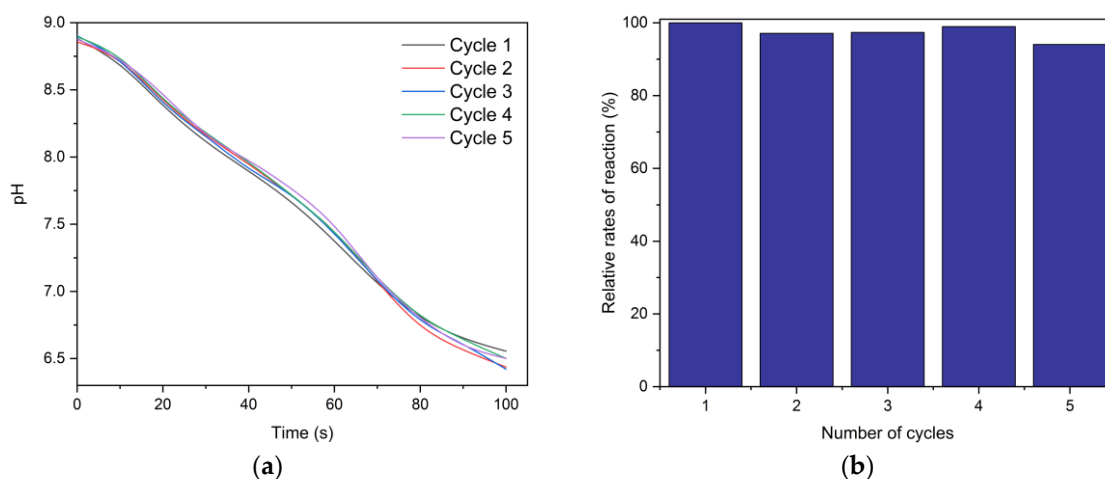 9.0
8.5
8.0
7.5
7.0
6.5
pH
0
20
40
60
80
100
Time (s)
Cycle 1
Cycle 2
Cycle 3
Cycle 4
Cycle 5
(a)
100
80
60
40
20
0
Relative rates of reaction (%)
1
2
3
4
5
Number of cycles
(b)